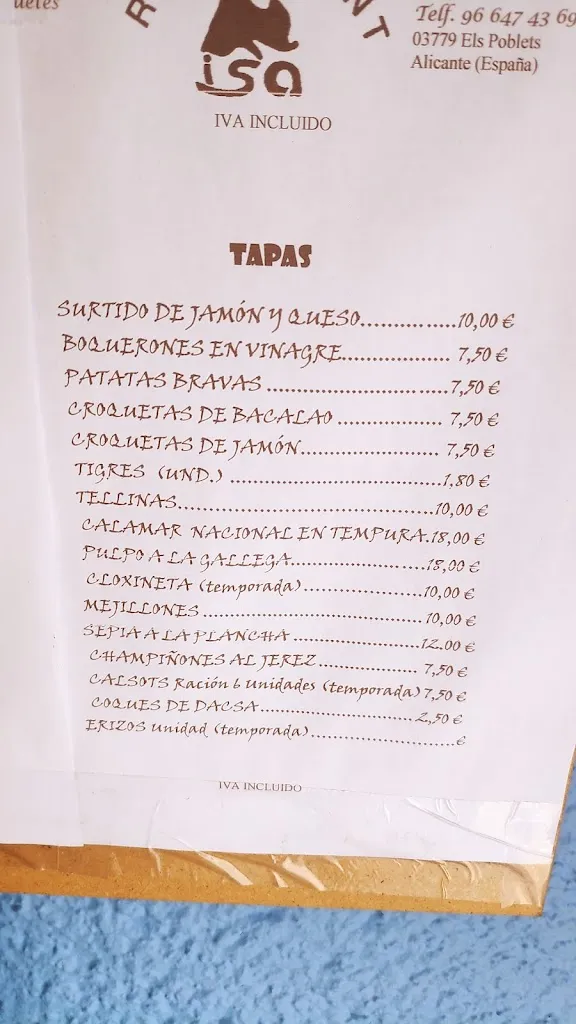 Telf. 96 647 43 69
03779 Els Poblets
Alicante (España)
isa
IVA INCLUIDO
TAPAS
SURTIDO DE JAMÓN Y QUESO...............10,00 €
BOQUERONES EN VINAGRE................. 7,50 €
PATATAS BRAVAS ............................7,50 €
CROQUETAS DE BACALAO ................ 7,50 €
CROQUETAS DE JAMÓN..................... 7,50 €
TIGRES (UND.) ................................1,80 €
TELLINAS.......................................10,00 €
CALAMAR NACIONAL EN TEMPURA.18,00 €
PULPO A LA GALLEGA.....................18,00 €
CLOXINETA (temporada)..................10,00 €
MEJILLONES ..................................10,00 €
SEPIA A LA PLANCHA ....................12.00 €
CHAMPIÑONES AL JEREZ................ 7,50 €
CALSOTS Ración 6 Unidades (temporada) 7,50 €
COQUES DE DACSA..........................2,50 €
ERIZOS Unidad (temporada)........................€
IVA INCLUIDO